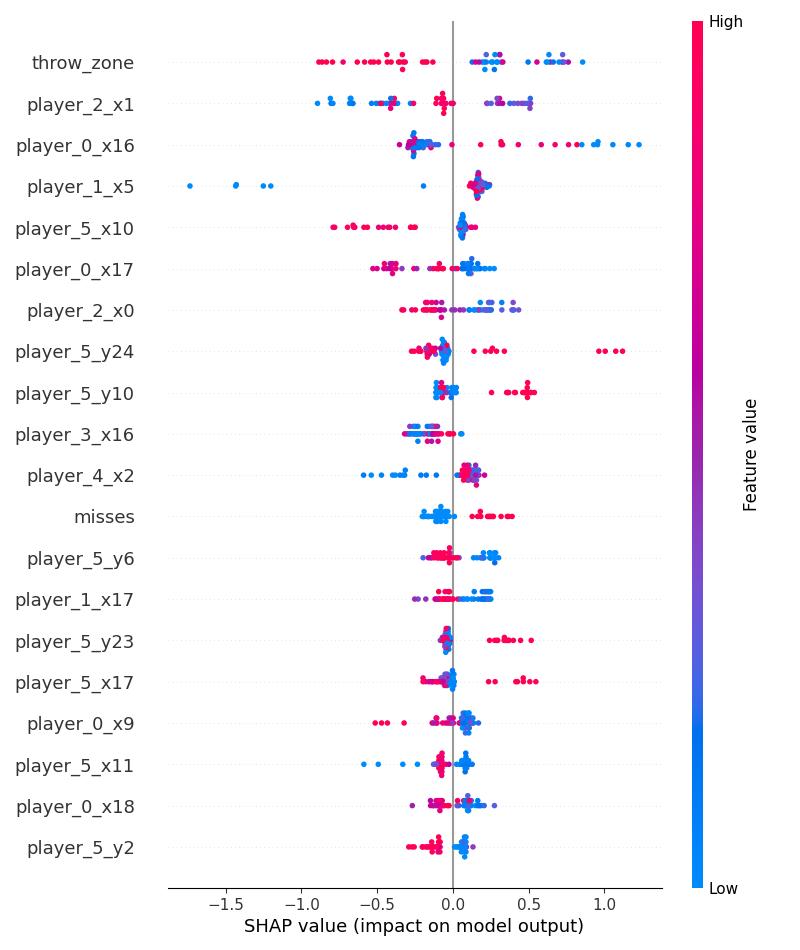 High
throw_zone
player_2_x1
player_0_x16
player_1_x5
player_5_x10
player_0_x17
player_2_x0
player_5_y24
player_5_y10
player_3_x16
player_4_x2
misses
player_5_y6
player_1_x17
player_5_y23
player_5_x17
player_0_x9
player_5_x11
player_0_x18
player_5_y2
Feature value
Low
−1.5 −1.0 −0.5 0.0 0.5 1.0
SHAP value (impact on model output)